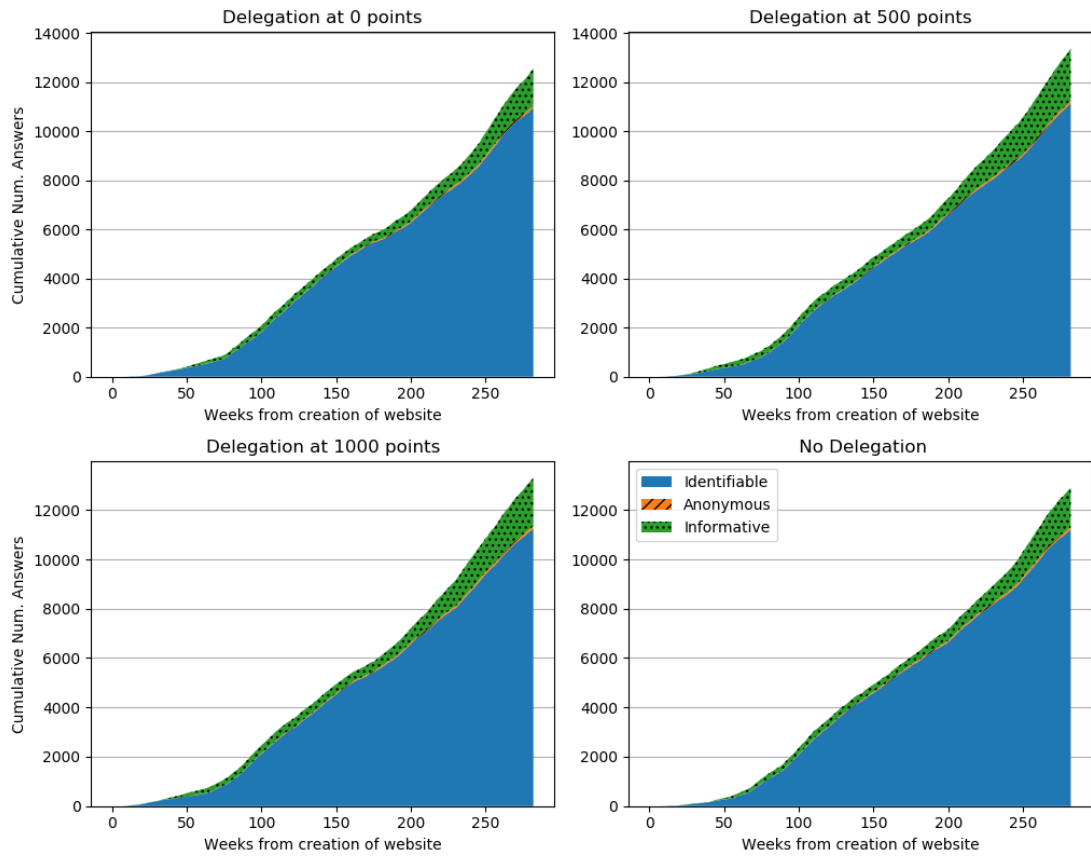 Delegation at 0 points
Delegation at 500 points
14000
12000
10000
8000
6000
4000
2000
0
Cumulative Num. Answers
0 50 100 150 200 250
Weeks from creation of website
14000
12000
10000
8000
6000
4000
2000
0
0 50 100 150 200 250
Weeks from creation of website
Delegation at 1000 points
No Delegation
12000
10000
8000
6000
4000
2000
0
Cumulative Num. Answers
0 50 100 150 200 250
Weeks from creation of website
Identifiable
Anonymous
Informative
12000
10000
8000
6000
4000
2000
0
0 50 100 150 200 250
Weeks from creation of website